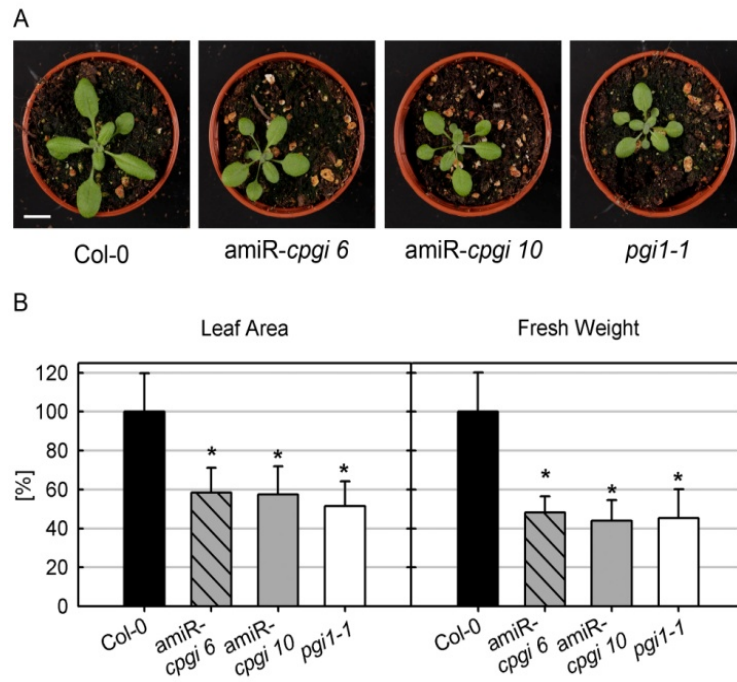 A
Col-0
amiR-cpgi 6
amiR-cpgi 10
pgi1-1
B
Leaf Area
Fresh Weight
[%]
120
100
80
60
40
20
0
*
*
*
*
*
*
Col-0
amiR-
cpgi 6
amiR-
cpgi 10
pgi1-1
Col-0
amiR-
cpgi 6
amiR-
cpgi 10
pgi1-1